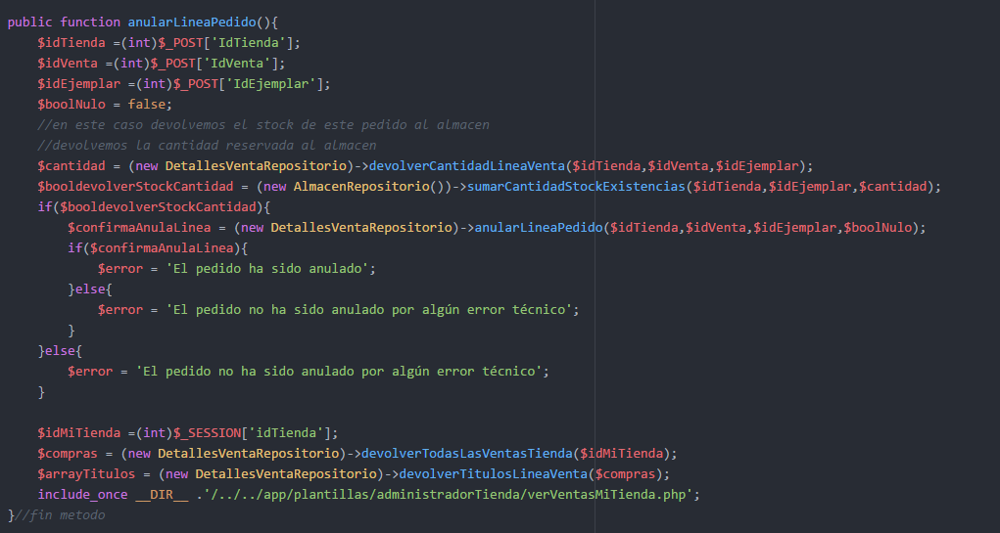 public function anularLineaPedido(){
    $idTienda =(int)$_POST['IdTienda'];
    $idVenta =(int)$_POST['IdVenta'];
    $idEjemplar =(int)$_POST['IdEjemplar'];
    $boolNulo = false;
    //en este caso devolvemos el stock de este pedido al almacen
    //devolvemos la cantidad reservada al almacen
    $cantidad = (new DetallesVentaRepositorio)->devolverCantidadLineaVenta($idTienda,$idVenta,$idEjemplar);
    $booldevolverStockCantidad = (new AlmacenRepositorio())->sumarCantidadStockExistencias($idTienda,$idEjemplar,$cantidad);
    if($booldevolverStockCantidad){
        $confirmaAnulaLinea = (new DetallesVentaRepositorio)->anularLineaPedido($idTienda,$idVenta,$idEjemplar,$boolNulo);
        if($confirmaAnulaLinea){
            $error = 'El pedido ha sido anulado';
        }else{
            $error = 'El pedido no ha sido anulado por algún error técnico';
        }
    }else{
        $error = 'El pedido no ha sido anulado por algún error técnico';
    }

    $idMiTienda =(int)$_SESSION['idTienda'];
    $compras = (new DetallesVentaRepositorio)->devolverTodasLasVentasTienda($idMiTienda);
    $arrayTitulos = (new DetallesVentaRepositorio)->devolverTitulosLineaVenta($compras);
    include_once __DIR__ .'/../../app/plantillas/administradorTienda/verVentasMiTienda.php';
}//fin metodo